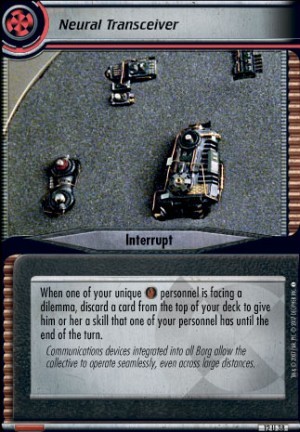 Neural Transceiver
Interrupt
When one of your unique personnel is facing a
dilemma, discard a card from the top of your deck to give
him or her a skill that one of your personnel has until the
end of the turn.
Communications devices integrated into all Borg allow the
collective to operate seamlessly, even across large distances.